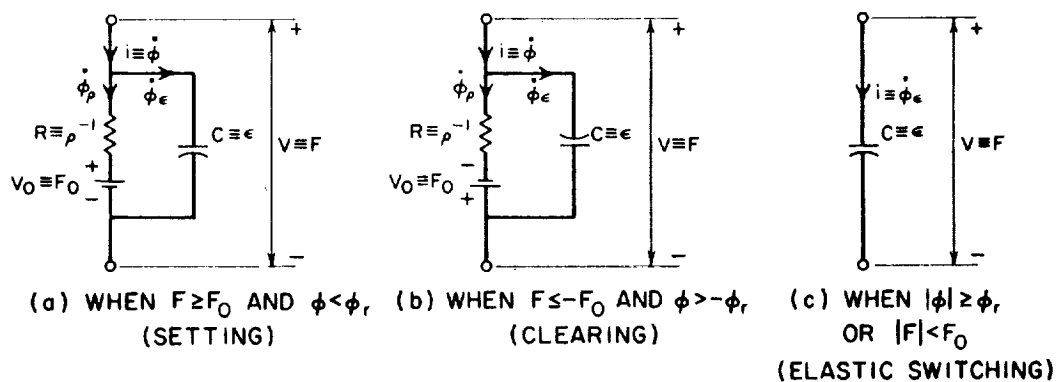 +
i≡φ̇
φ̇ρ
φ̇ε
R≡ρ⁻¹
C≡ε
V≡F
+
V₀≡F₀
−
−
(a) WHEN F≥F₀ AND φ<φᵣ
(SETTING)
+
i≡φ̇
φ̇ρ
φ̇ε
R≡ρ⁻¹
C≡ε
V≡F
−
V₀≡F₀
+
−
(b) WHEN F≤-F₀ AND φ>-φᵣ
(CLEARING)
+
i≡φ̇ε
C≡ε
V≡F
−
(c) WHEN |φ|≥φᵣ
OR |F|<F₀
(ELASTIC SWITCHING)